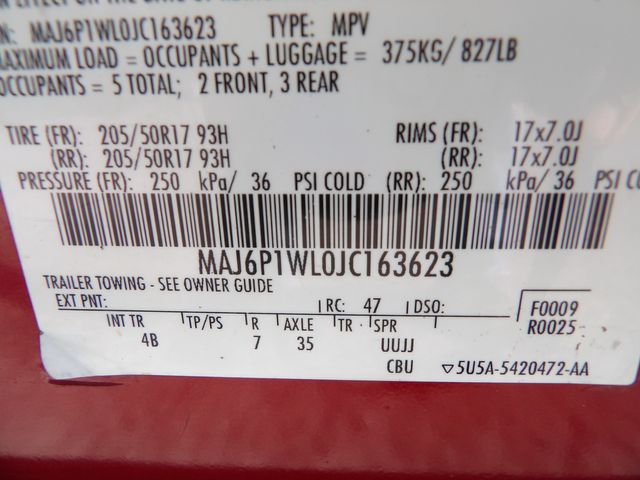 N: MAJ6P1WL0JC163623 TYPE: MPV
MAXIMUM LOAD = OCCUPANTS + LUGGAGE = 375KG/ 827LB
OCCUPANTS = 5 TOTAL; 2 FRONT, 3 REAR
TIRE (FR): 205/50R17 93H RIMS (FR): 17x7.0J
(RR): 205/50R17 93H (RR): 17x7.0J
PRESSURE (FR): 250 kPa/ 36 PSI COLD (RR): 250 kPa/ 36 PSI CO
MAJ6P1WL0JC163623
TRAILER TOWING - SEE OWNER GUIDE
EXT PNT: RC: 47 DSO: F0009
INT TR TP/PS R AXLE TR SPR R0025
4B 7 35 UUJJ
CBU ▽5U5A-5420472-AA